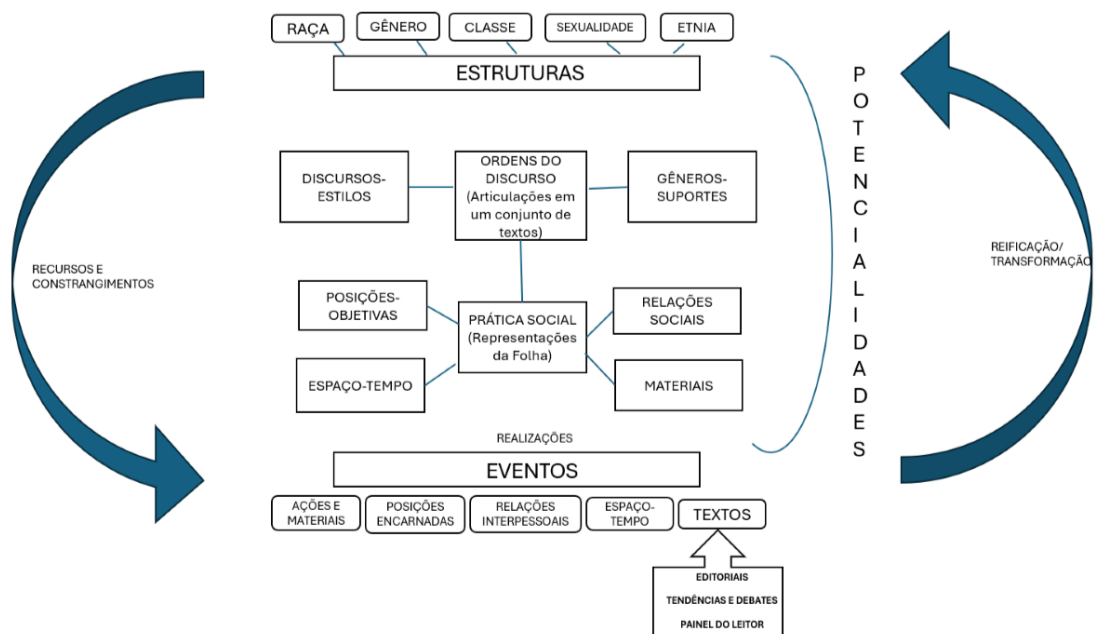 RAÇA
GÊNERO
CLASSE
SEXUALIDADE
ETNIA
ESTRUTURAS
POTENCIALIDADES
DISCURSOS-
ESTILOS
ORDENS DO
DISCURSO
(Articulações em
um conjunto de
textos)
GÊNEROS-
SUPORTES
RECURSOS E
CONSTRANGIMENTOS
REIFICAÇÃO/
TRANSFORMAÇÃO
POSIÇÕES-
OBJETIVAS
PRÁTICA SOCIAL
(Representações
da Folha)
RELAÇÕES
SOCIAIS
ESPAÇO-TEMPO
MATERIAIS
REALIZAÇÕES
EVENTOS
AÇÕES E
MATERIAIS
POSIÇÕES
ENCARNADAS
RELAÇÕES
INTERPESSOAIS
ESPAÇO-
TEMPO
TEXTOS
EDITORIAIS
TENDÊNCIAS E DEBATES
PAINEL DO LEITOR